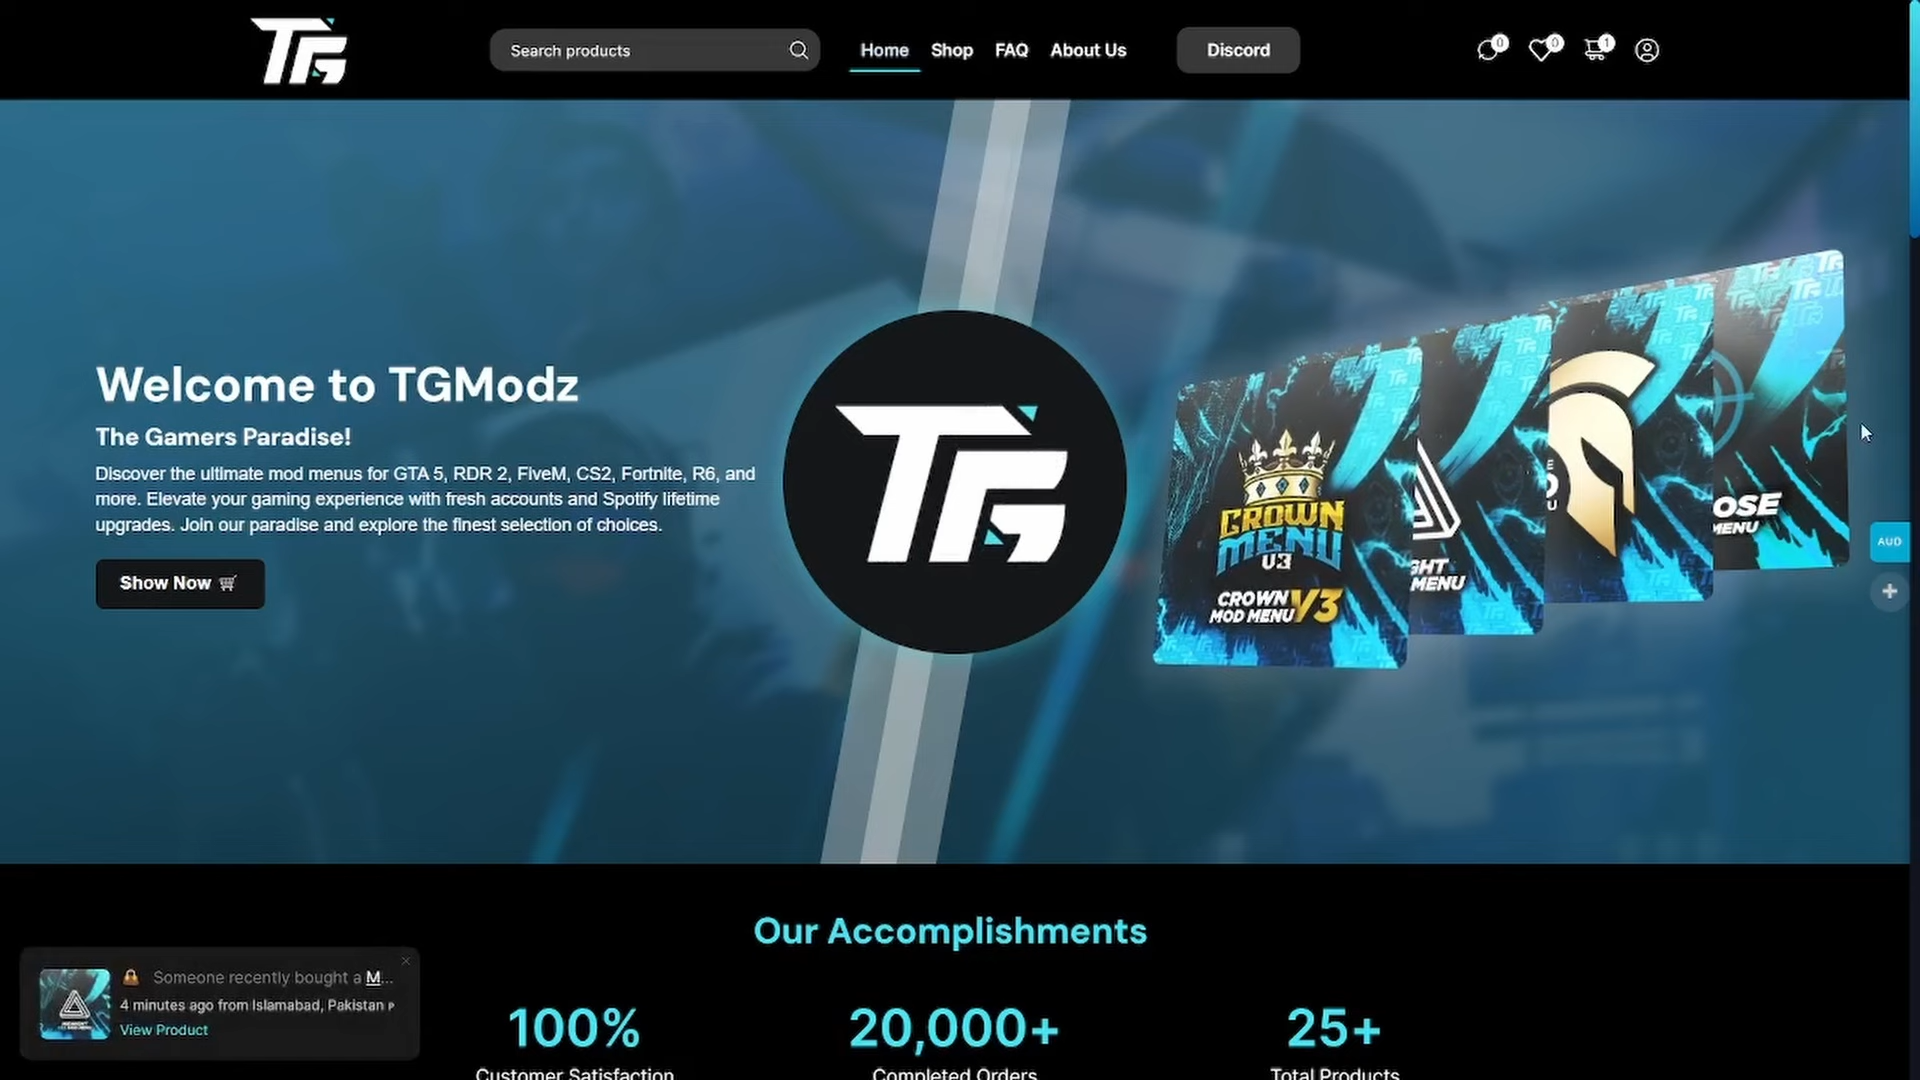 TG
Search products
Home
Shop
FAQ
About Us
Discord
0
0
1
Welcome to TGModz
The Gamers Paradise!
Discover the ultimate mod menus for GTA 5, RDR 2, FiveM, CS2, Fortnite, R6, and
more. Elevate your gaming experience with fresh accounts and Spotify lifetime
upgrades. Join our paradise and explore the finest selection of choices.
Show Now
TG
CROWN
MENU
V3
CROWN
MOD MENU V3
GHT
MENU
OSE
MENU
AUD
Our Accomplishments
Someone recently bought a M...
4 minutes ago from Islamabad, Pakistan
View Product
100%
Customer Satisfaction
20,000+
Completed Orders
25+
Total Products